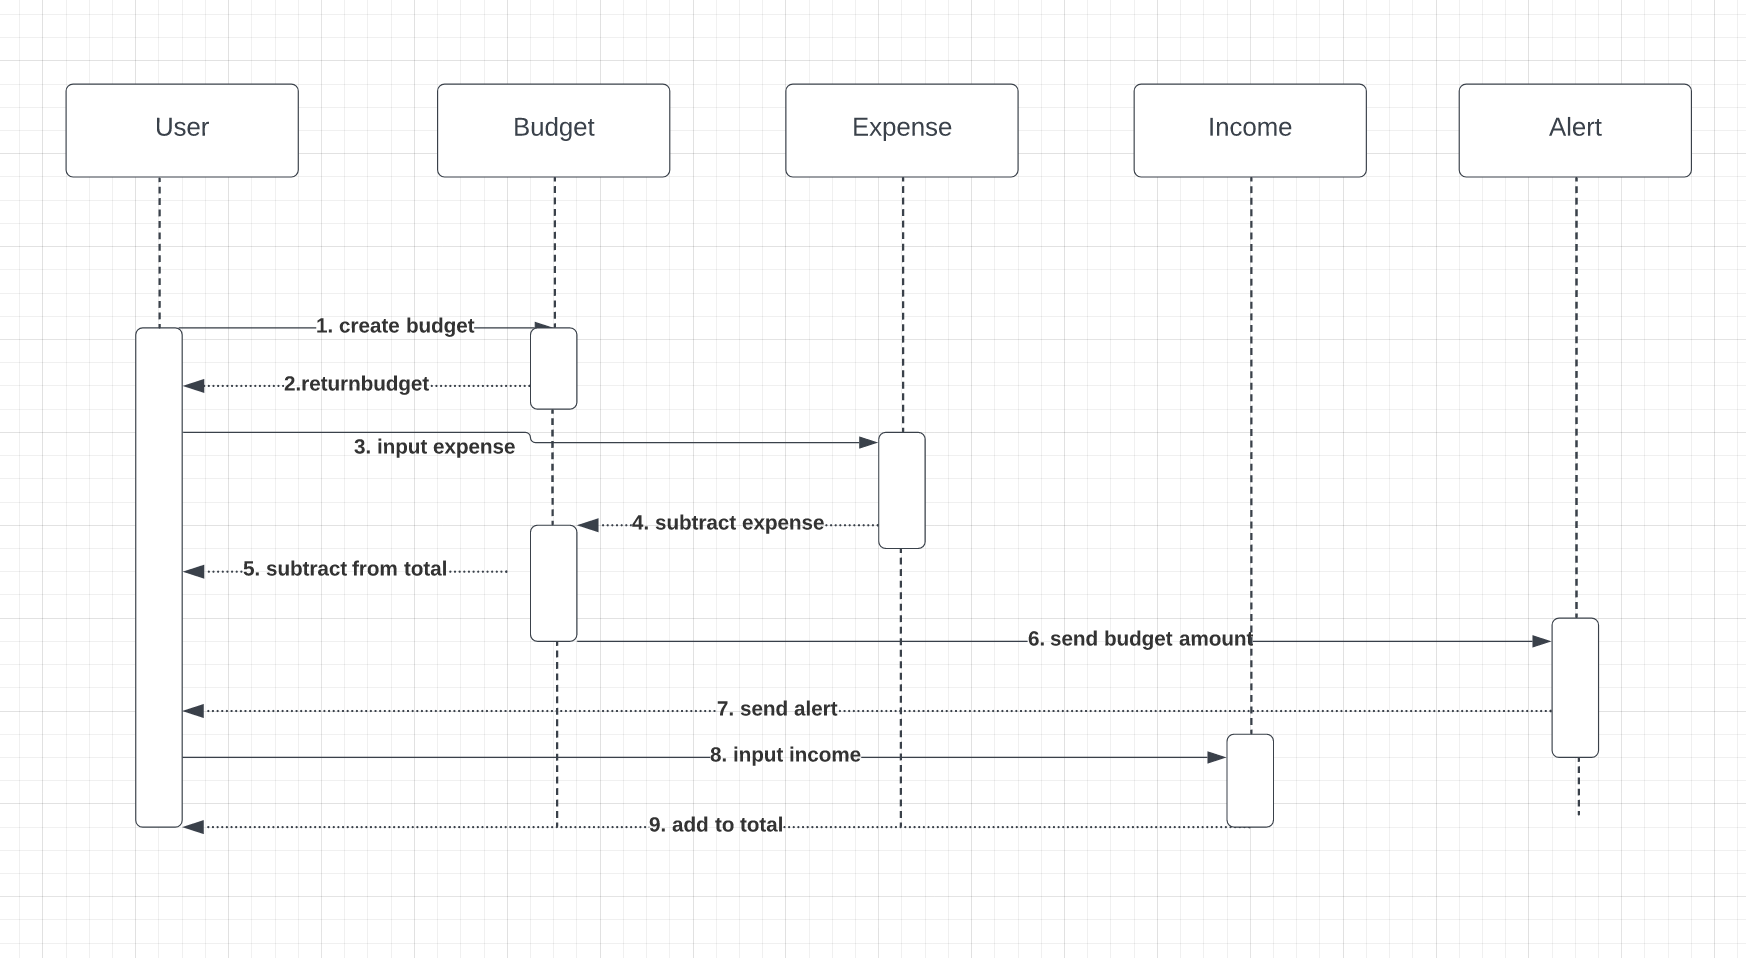 User
Budget
Expense
Income
Alert
1. create budget
2.returnbudget
3. input expense
4. subtract expense
5. subtract from total
6. send budget amount
7. send alert
8. input income
9. add to total